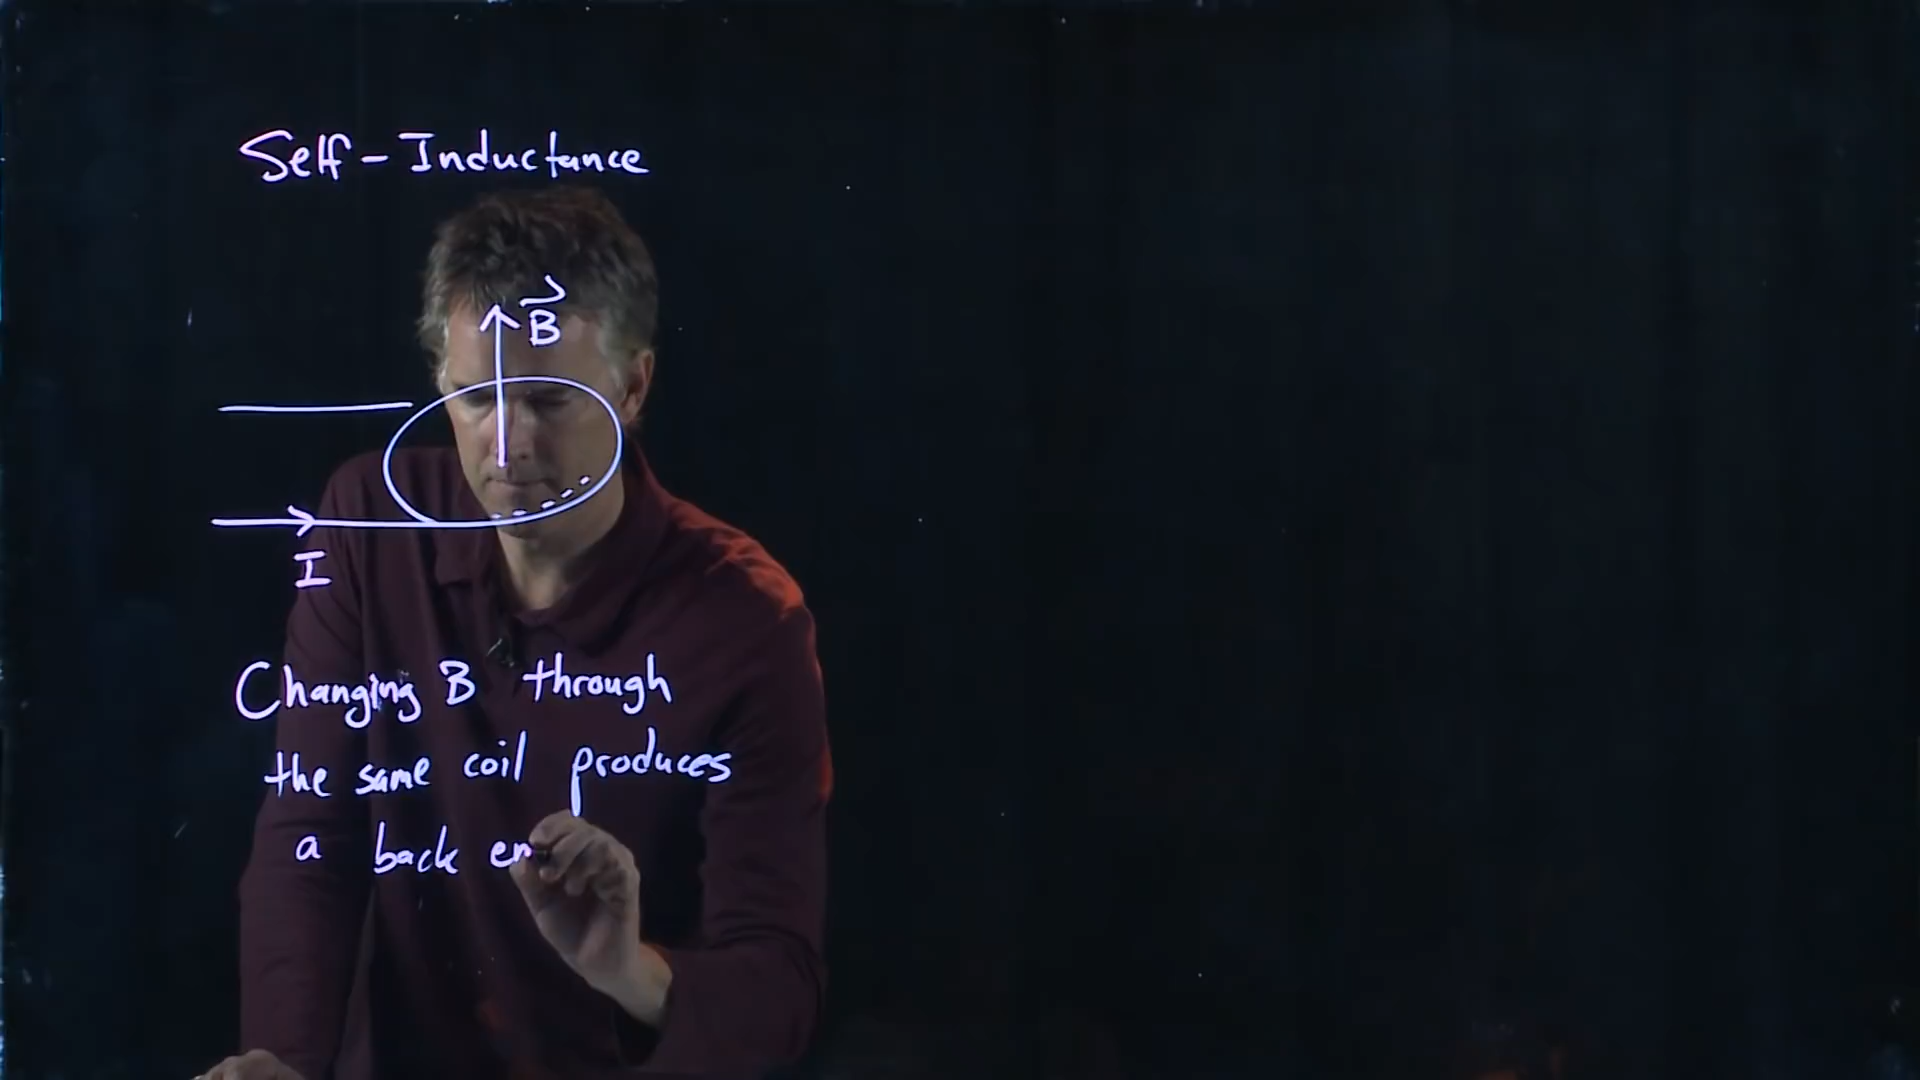 Self-Inductance
B
I
Changing B through
the same coil produces
a back em